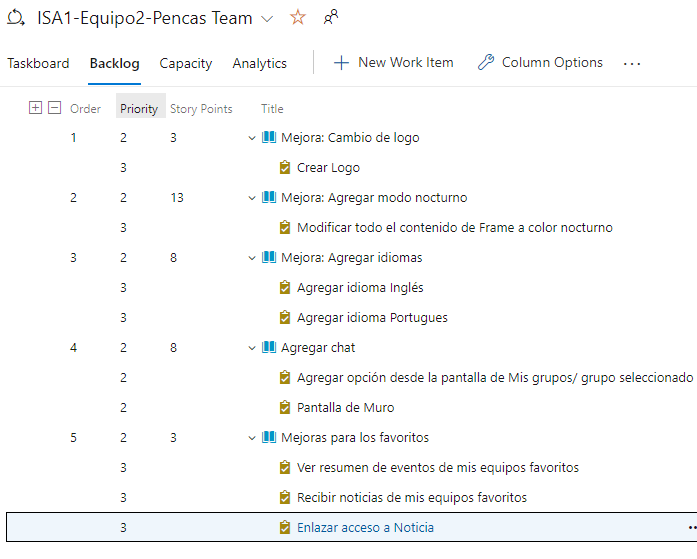 ISA1-Equipo2-Pencas Team
Taskboard Backlog Capacity Analytics New Work Item Column Options
Order Priority Story Points Title
1 2 3 Mejora: Cambio de logo
3 Crear Logo
2 2 13 Mejora: Agregar modo nocturno
3 Modificar todo el contenido de Frame a color nocturno
3 2 8 Mejora: Agregar idiomas
3 Agregar idioma Inglés
3 Agregar idioma Portugues
4 2 8 Agregar chat
2 Agregar opción desde la pantalla de Mis grupos/ grupo seleccionado
2 Pantalla de Muro
5 2 3 Mejoras para los favoritos
3 Ver resumen de eventos de mis equipos favoritos
3 Recibir noticias de mis equipos favoritos
3 Enlazar acceso a Noticia